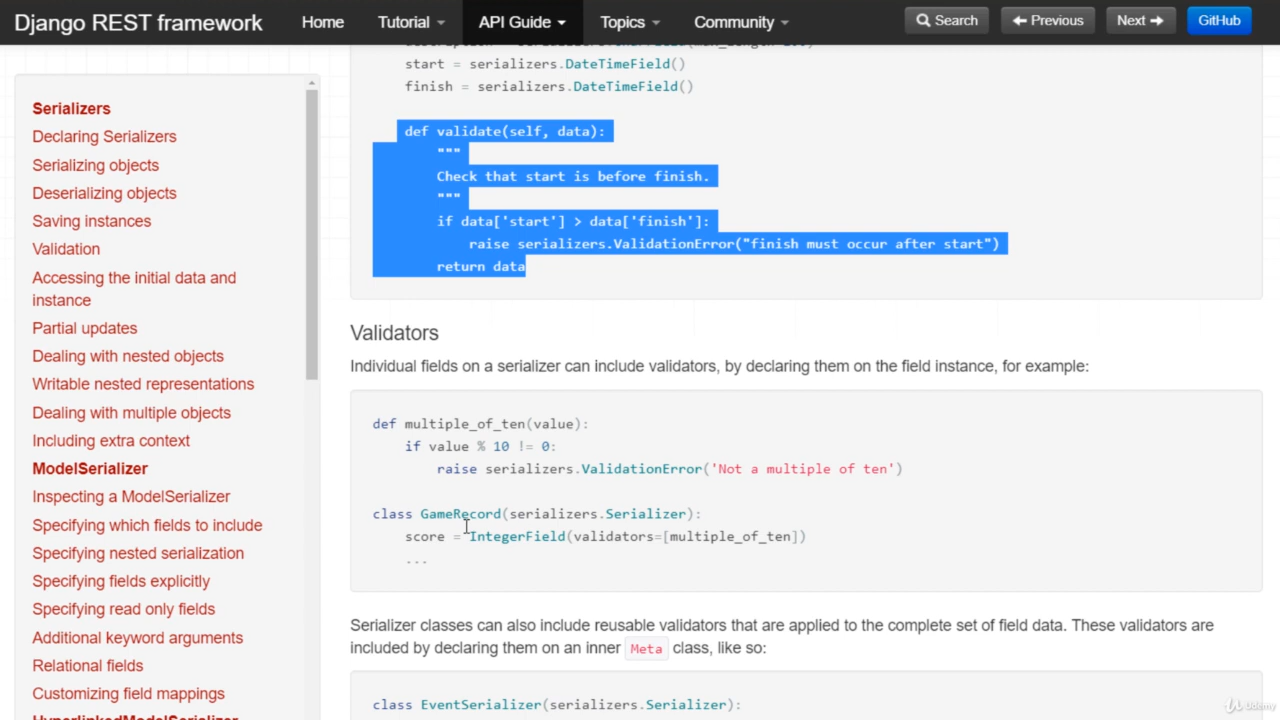 Django REST framework
Home
Tutorial
API Guide
Topics
Community
Search
Previous
Next
GitHub
Serializers
Declaring Serializers
Serializing objects
Deserializing objects
Saving instances
Validation
Accessing the initial data and
instance
Partial updates
Dealing with nested objects
Writable nested representations
Dealing with multiple objects
Including extra context
ModelSerializer
Inspecting a ModelSerializer
Specifying which fields to include
Specifying nested serialization
Specifying fields explicitly
Specifying read only fields
Additional keyword arguments
Relational fields
Customizing field mappings
HyperlinkedModelSerializer
start = serializers.DateTimeField()
finish = serializers.DateTimeField()
def validate(self, data):
"""
Check that start is before finish.
"""
if data['start'] > data['finish']:
raise serializers.ValidationError("finish must occur after start")
return data
Validators
Individual fields on a serializer can include validators, by declaring them on the field instance, for example:
def multiple_of_ten(value):
if value % 10 != 0:
raise serializers.ValidationError('Not a multiple of ten')
class GameRecord(serializers.Serializer):
score = IntegerField(validators=[multiple_of_ten])
...
Serializer classes can also include reusable validators that are applied to the complete set of field data. These validators are
included by declaring them on an inner Meta class, like so:
class EventSerializer(serializers.Serializer):
Udemy